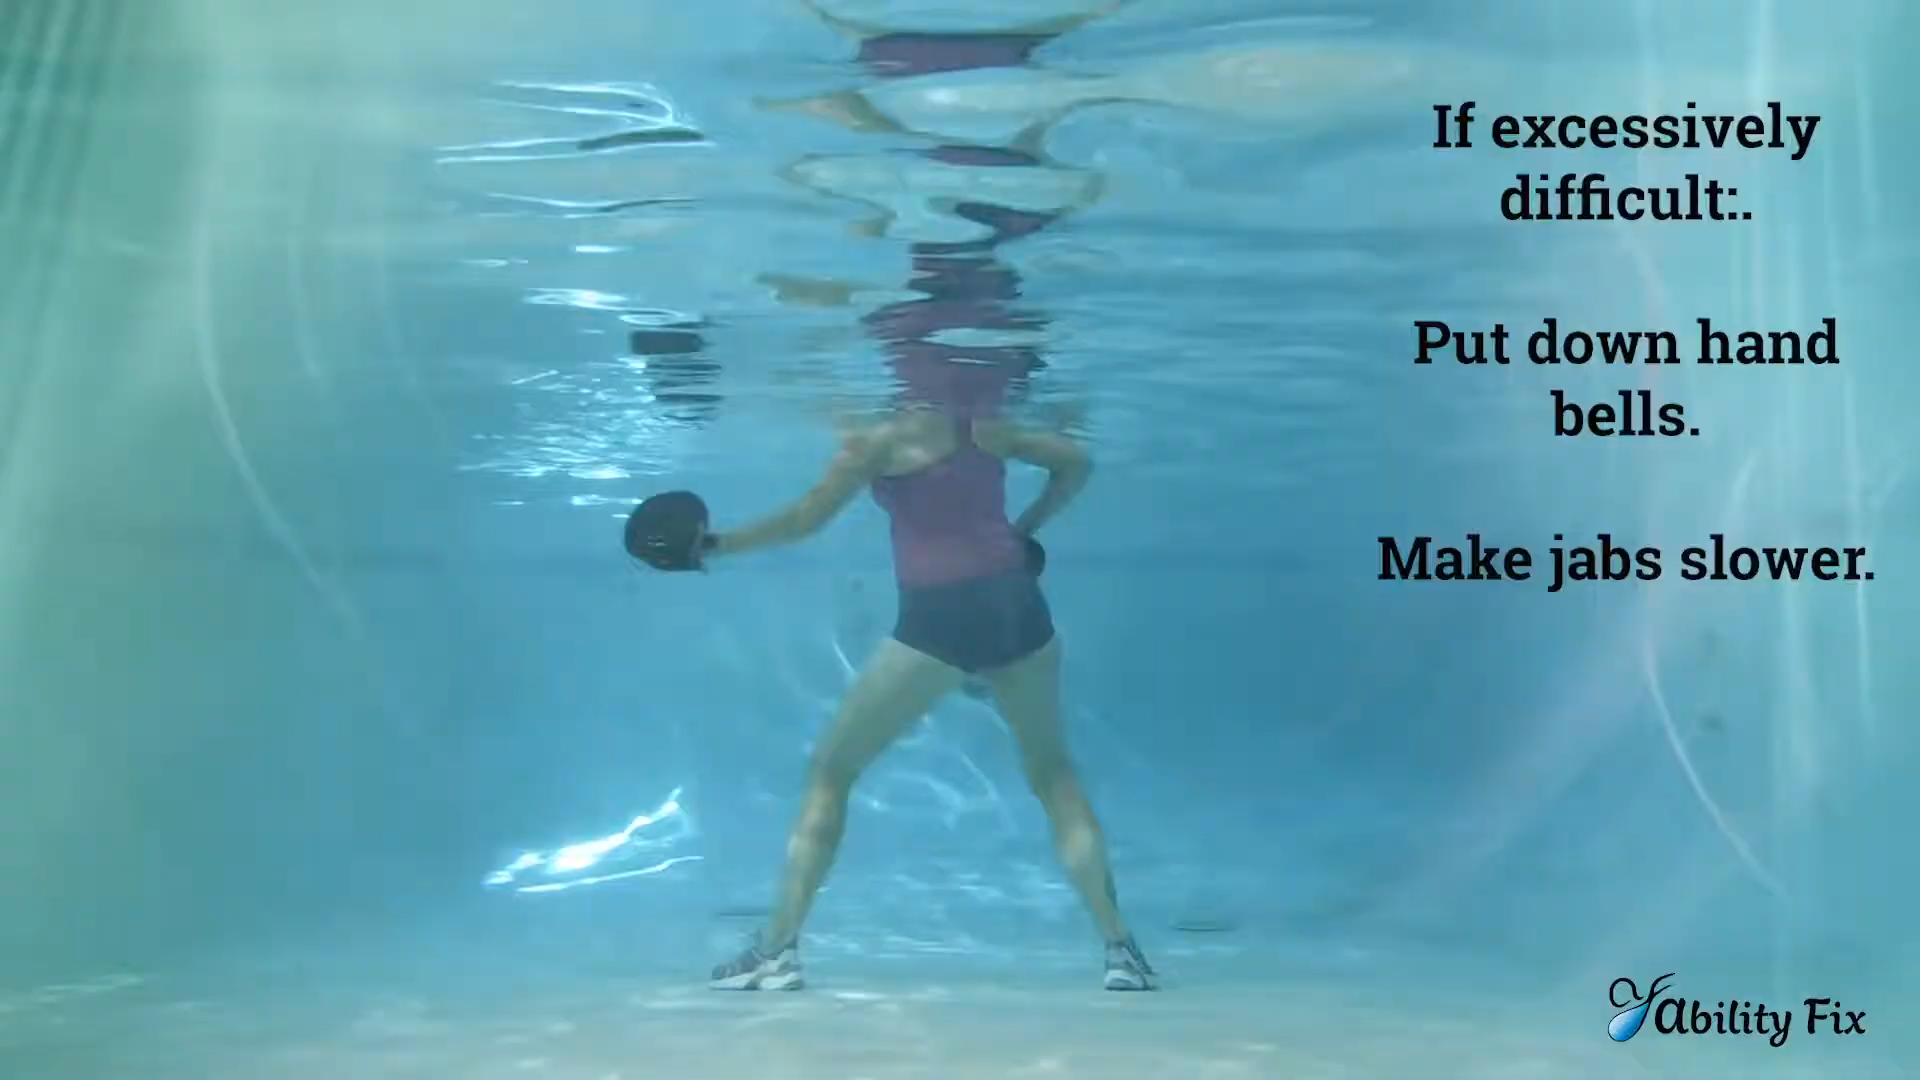 If excessively
difficult:.
Put down hand
bells.
Make jabs slower.
ability Fix